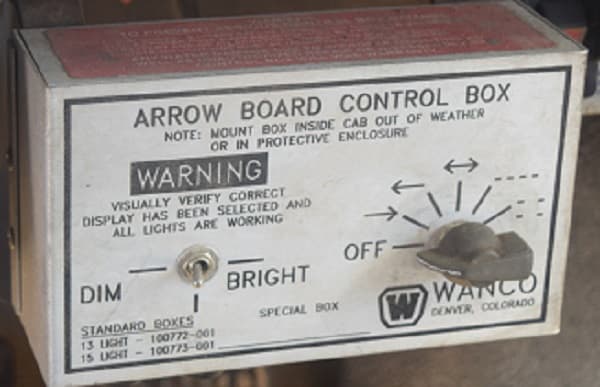 ARROW BOARD CONTROL BOX
NOTE: MOUNT BOX INSIDE CAB OUT OF WEATHER
OR IN PROTECTIVE ENCLOSURE
WARNING
VISUALLY VERIFY CORRECT
DISPLAY HAS BEEN SELECTED AND
ALL LIGHTS ARE WORKING
OFF
DIM
BRIGHT
SPECIAL BOX
W WANCO
DENVER, COLORADO
STANDARD BOXES
13 LIGHT - 100772-001
15 LIGHT - 100773-001